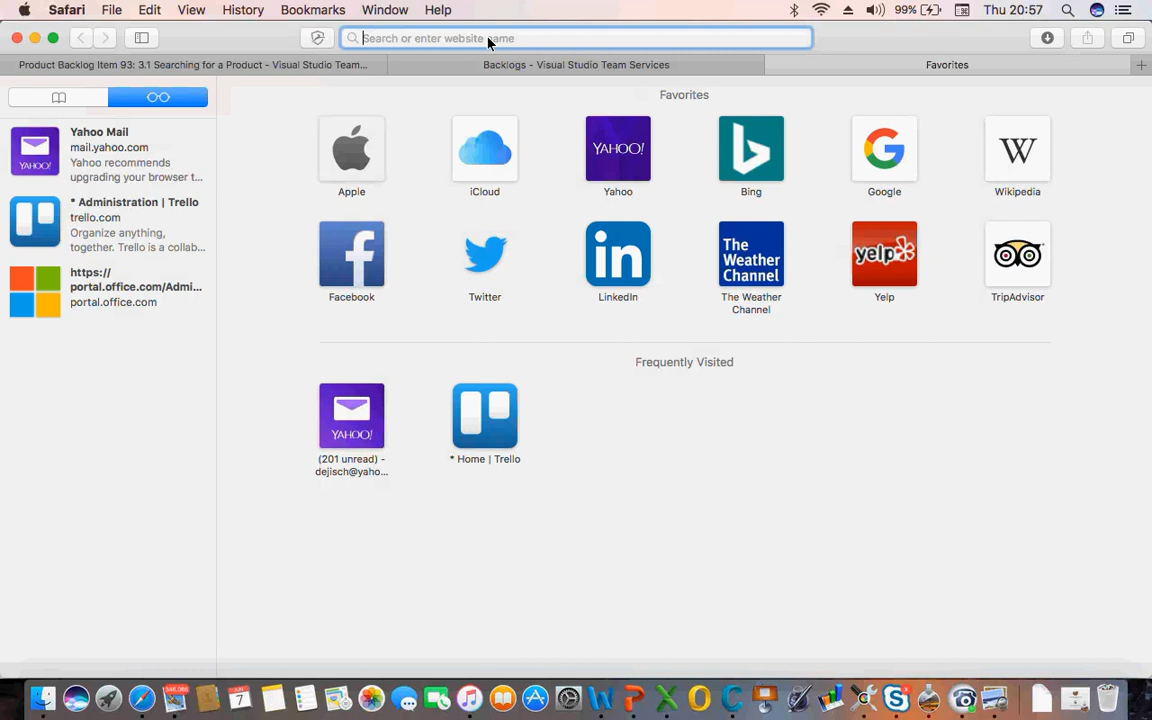 Safari File Edit View History Bookmarks Window Help 99% Thu 20:57
Search or enter website name
Product Backlog Item 93: 3.1 Searching for a Product - Visual Studio Team... Backlogs - Visual Studio Team Services Favorites
Yahoo Mail
mail.yahoo.com
Yahoo recommends
upgrading your browser t...
YAHOO!
* Administration | Trello
trello.com
Organize anything,
together. Trello is a collab...
https://
portal.office.com/Admi...
portal.office.com
Favorites
YAHOO!
W
Apple iCloud Yahoo Bing Google Wikipedia
The
Weather
Channel
yelp
Facebook Twitter LinkedIn The Weather
Channel Yelp TripAdvisor
Frequently Visited
YAHOO!
(201 unread) -
dejisch@yaho...
* Home | Trello